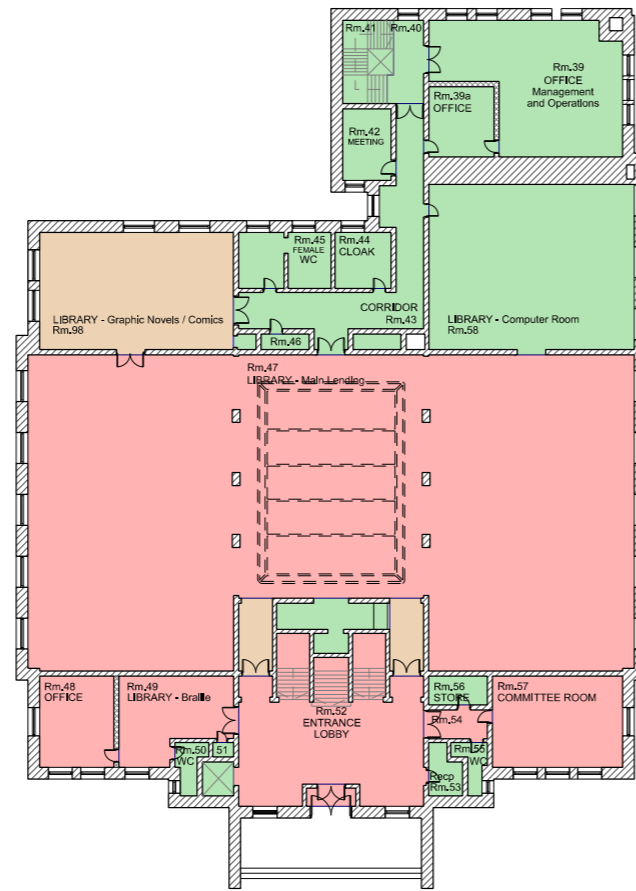 Rm.41
Rm.40
Rm.39
OFFICE
Management
and Operations
Rm.39a
OFFICE
Rm.42
MEETING
L
Rm.45
FEMALE
WC
Rm.44
CLOAK
CORRIDOR
Rm.43
LIBRARY - Graphic Novels / Comics
Rm.98
LIBRARY - Computer Room
Rm.58
Rm.46
Rm.47
LIBRARY - Main Lending
Rm.48
OFFICE
Rm.49
LIBRARY - Braille
Rm.56
STORE
Rm.57
COMMITTEE ROOM
Rm.52
ENTRANCE
LOBBY
Rm.54
Rm.50
WC
51
Rm.55
WC
Recp
Rm.53